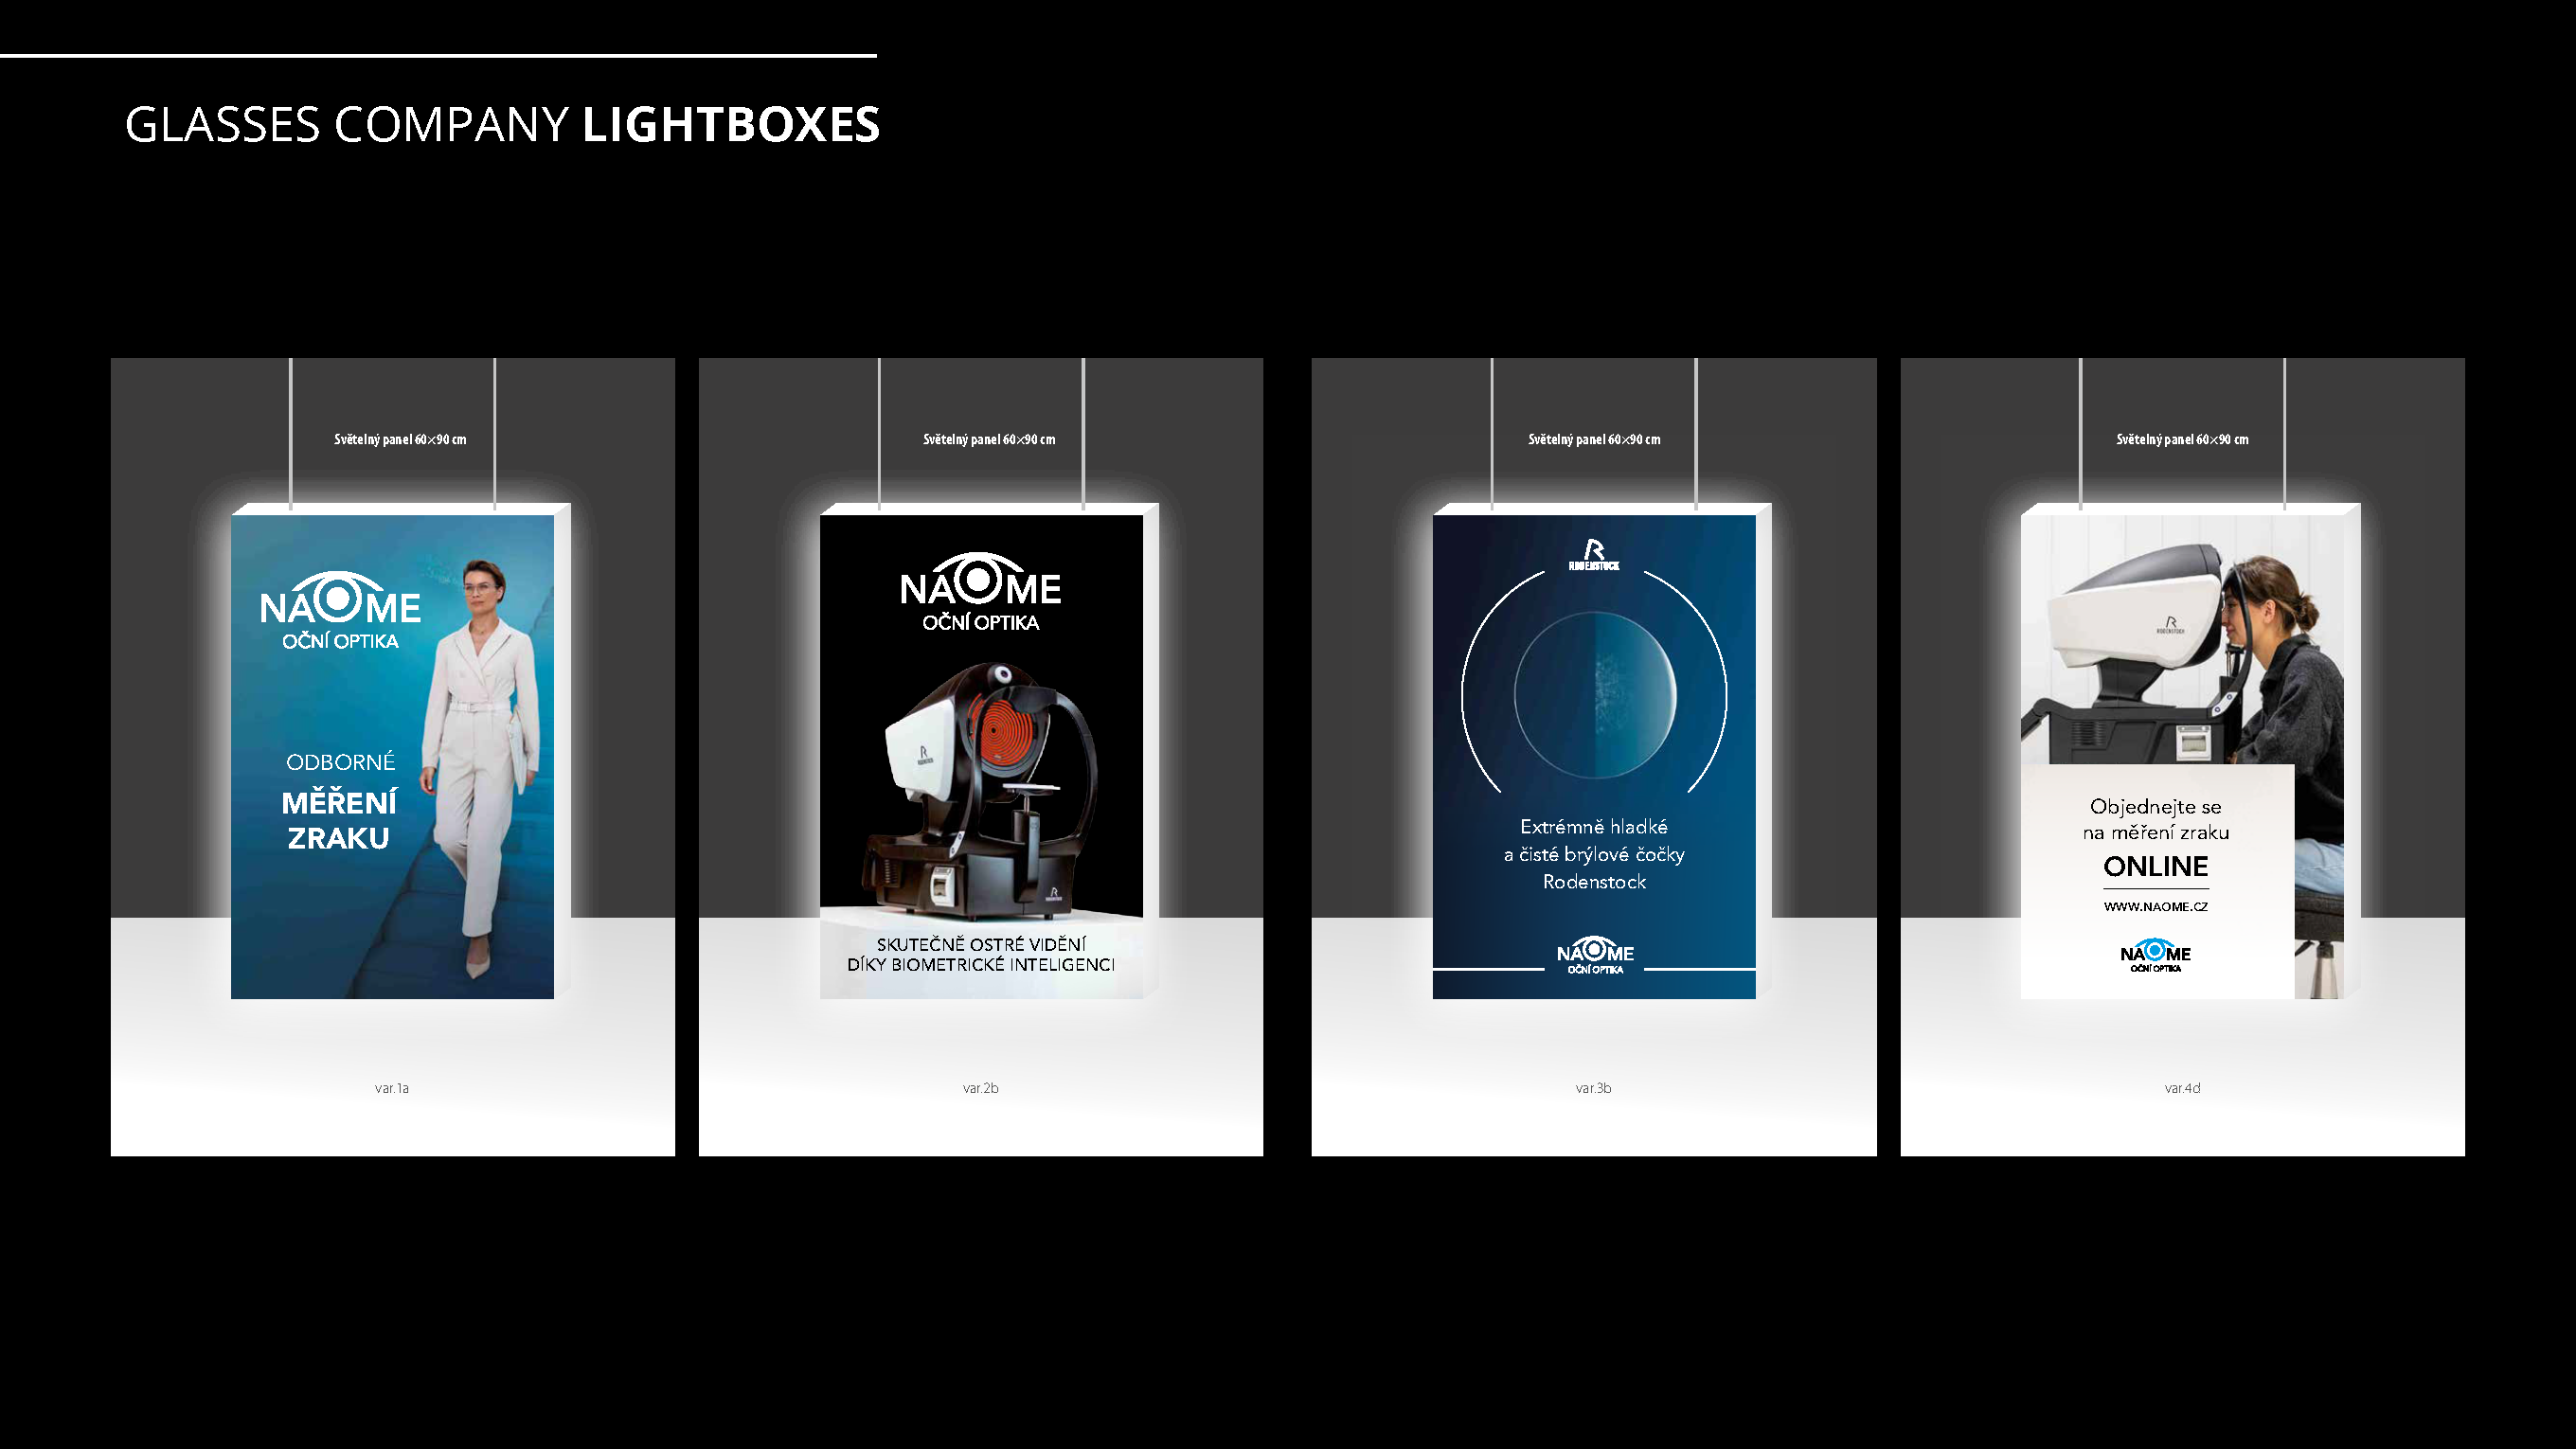 GLASSES COMPANY LIGHTBOXES
Světelný panel 60×90 cm
NAOME
OČNÍ OPTIKA
ODBORNÉ
MĚŘENÍ
ZRAKU
var.1a
Světelný panel 60×90 cm
NAOME
OČNÍ OPTIKA
R
RODENSTOCK
SKUTEČNĚ OSTRÉ VIDĚNÍ
DÍKY BIOMETRICKÉ INTELIGENCI
var.2b
Světelný panel 60×90 cm
R
RODENSTOCK
Extrémně hladké
a čisté brýlové čočky
Rodenstock
NAOME
OČNÍ OPTIKA
var.3b
Světelný panel 60×90 cm
R
RODENSTOCK
Objednejte se
na měření zraku
ONLINE
WWW.NAOME.CZ
NAOME
OČNÍ OPTIKA
var.4d